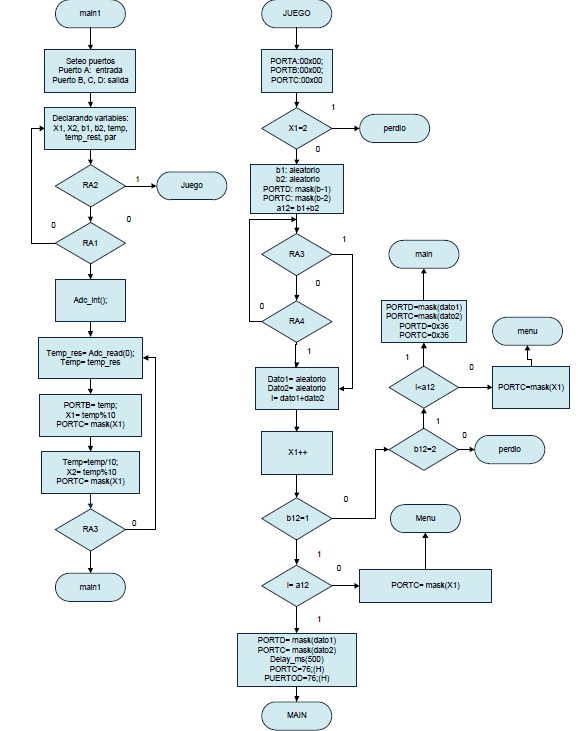 main1
Seteo puertos
Puerto A: entrada
Puerto B, C, D: salida
Declarando variables:
X1, X2, b1, b2, temp,
temp_rest, par
RA2
1
Juego
0
0
RA1
Adc_Int();
Temp_res= Adc_read(0);
Temp= temp_res
PORTB= temp;
X1= temp%10
PORTC= mask(X1)
Temp=temp/10;
X2= temp%10
PORTC= mask(X1)
RA3
0
main1
JUEGO
PORTA:00x00;
PORTB:00x00;
PORTC:00x00
1
X1=2
perdio
0
b1: aleatorio
b2: aleatorio
PORTD: mask(b-1)
PORTC: mask(b-2)
a12= b1+b2
RA3
1
0
0
RA4
1
Dato1= aleatorio
Dato2= aleatorio
I= dato1+dato2
X1++
0
b12=1
1
0
I= a12
PORTC= mask(X1)
Menu
1
PORTD= mask(dato1)
PORTC= mask(dato2)
Delay_ms(500)
PORTC=76;(H)
PUERTOD=76;(H)
MAIN
main
PORTD=mask(dato1)
PORTC=mask(dato2)
PORTD=0x36
PORTC=0x36
menu
1
0
I<a12
PORTC=mask(X1)
1
0
b12=2
perdio